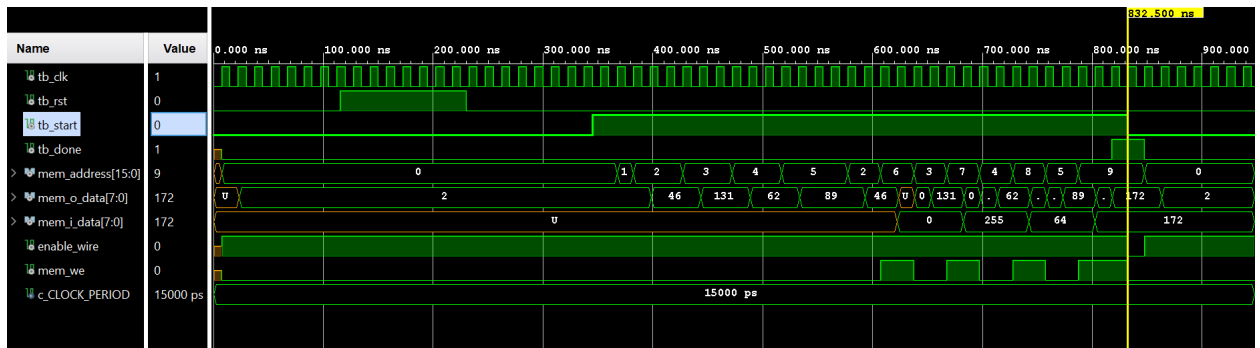 832.500 ns
Name Value 0.000 ns 100.000 ns 200.000 ns 300.000 ns 400.000 ns 500.000 ns 600.000 ns 700.000 ns 800.000 ns 900.000
tb_clk 1
tb_rst 0
tb_start 0
tb_done 1
mem_address[15:0] 9 0 1 2 3 4 5 2 6 3 7 4 8 5 9 0
mem_o_data[7:0] 172 U 2 46 131 62 89 46 U 0 131 0 . 62 . . 89 . 172 2
mem_i_data[7:0] 172 U 0 255 64 172
enable_wire 0
mem_we 0
c_CLOCK_PERIOD 15000 ps 15000 ps